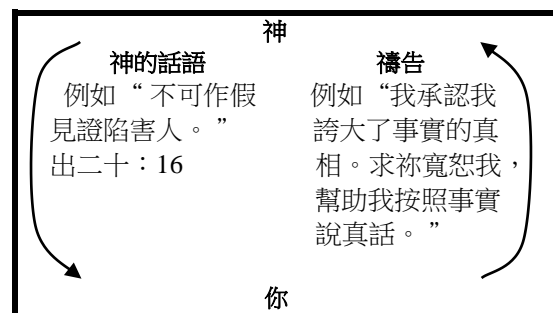 神
神的話語
例如“不可作假
見證陷害人。”
出二十：16
禱告
例如“我承認我
誇大了事實的真
相。求祢寬恕我，
幫助我按照事實
說真話。”
你